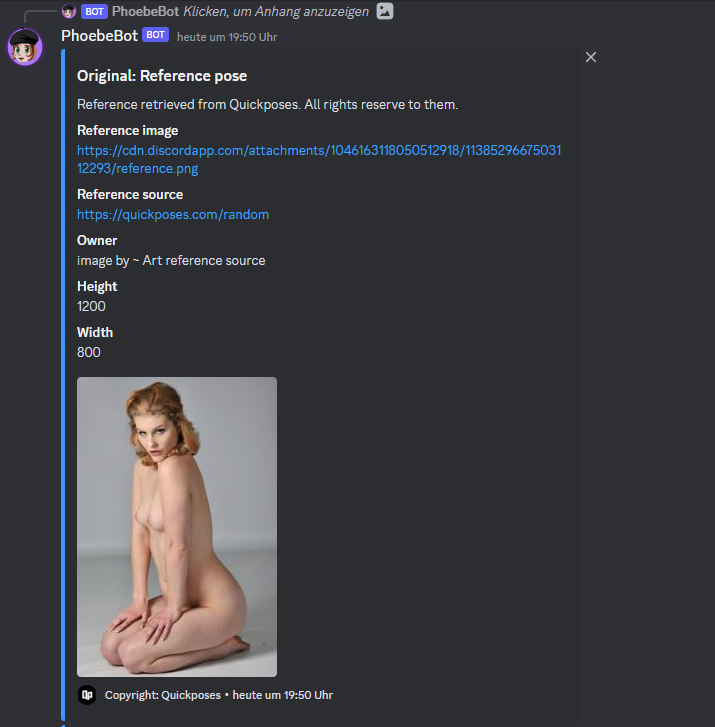 BOT PhoebeBot Klicken, um Anhang anzuzeigen
PhoebeBot BOT heute um 19:50 Uhr
Original: Reference pose
Reference retrieved from Quickposes. All rights reserve to them.
Reference image
https://cdn.discordapp.com/attachments/1046163118050512918/11385296675031
12293/reference.png
Reference source
https://quickposes.com/random
Owner
image by ~ Art reference source
Height
1200
Width
800
QP Copyright: Quickposes • heute um 19:50 Uhr